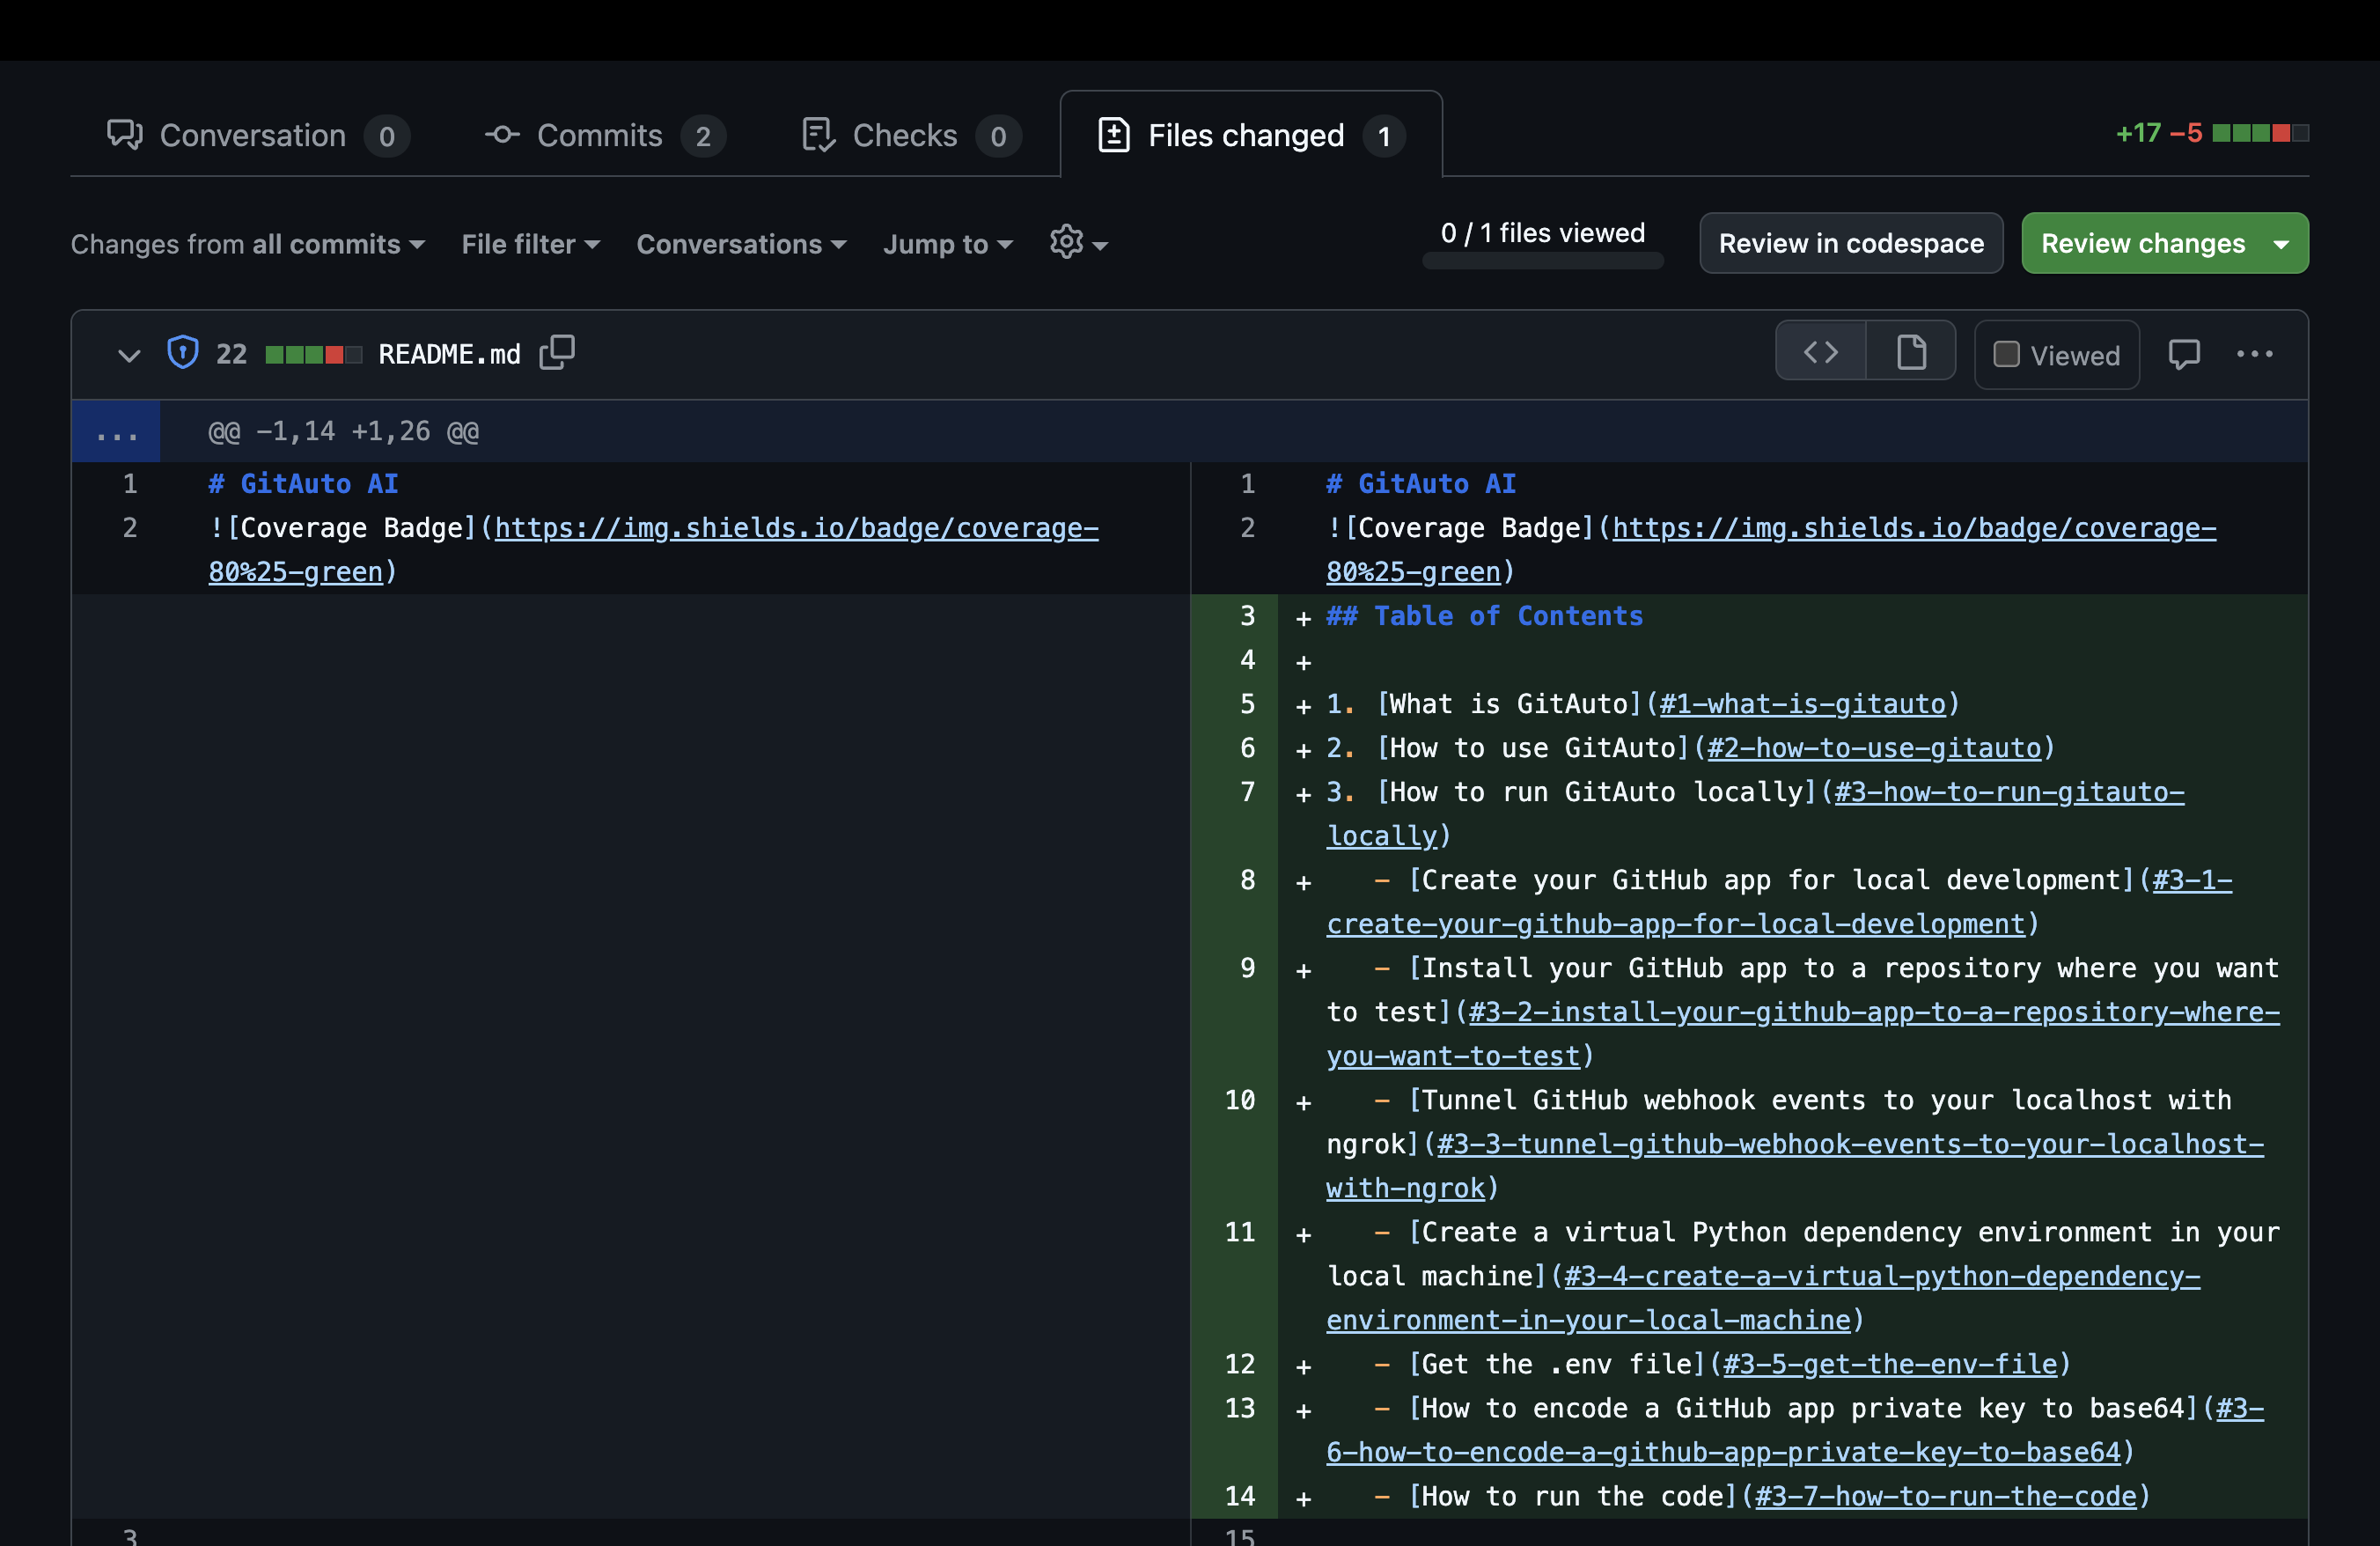 Conversation 0 Commits 2 Checks 0 Files changed 1 +17 −5
Changes from all commits File filter Conversations Jump to 0 / 1 files viewed Review in codespace Review changes
22 README.md Viewed
... @@ -1,14 +1,26 @@
1 # GitAuto AI
2 ![Coverage Badge](https://img.shields.io/badge/coverage-
80%25-green)
3
1 # GitAuto AI
2 ![Coverage Badge](https://img.shields.io/badge/coverage-
80%25-green)
3 + ## Table of Contents
4 +
5 + 1. [What is GitAuto](#1-what-is-gitauto)
6 + 2. [How to use GitAuto](#2-how-to-use-gitauto)
7 + 3. [How to run GitAuto locally](#3-how-to-run-gitauto-
locally)
8 + - [Create your GitHub app for local development](#3-1-
create-your-github-app-for-local-development)
9 + - [Install your GitHub app to a repository where you want
to test](#3-2-install-your-github-app-to-a-repository-where-
you-want-to-test)
10 + - [Tunnel GitHub webhook events to your localhost with
ngrok](#3-3-tunnel-github-webhook-events-to-your-localhost-
with-ngrok)
11 + - [Create a virtual Python dependency environment in your
local machine](#3-4-create-a-virtual-python-dependency-
environment-in-your-local-machine)
12 + - [Get the .env file](#3-5-get-the-env-file)
13 + - [How to encode a GitHub app private key to base64](#3-
6-how-to-encode-a-github-app-private-key-to-base64)
14 + - [How to run the code](#3-7-how-to-run-the-code)
15